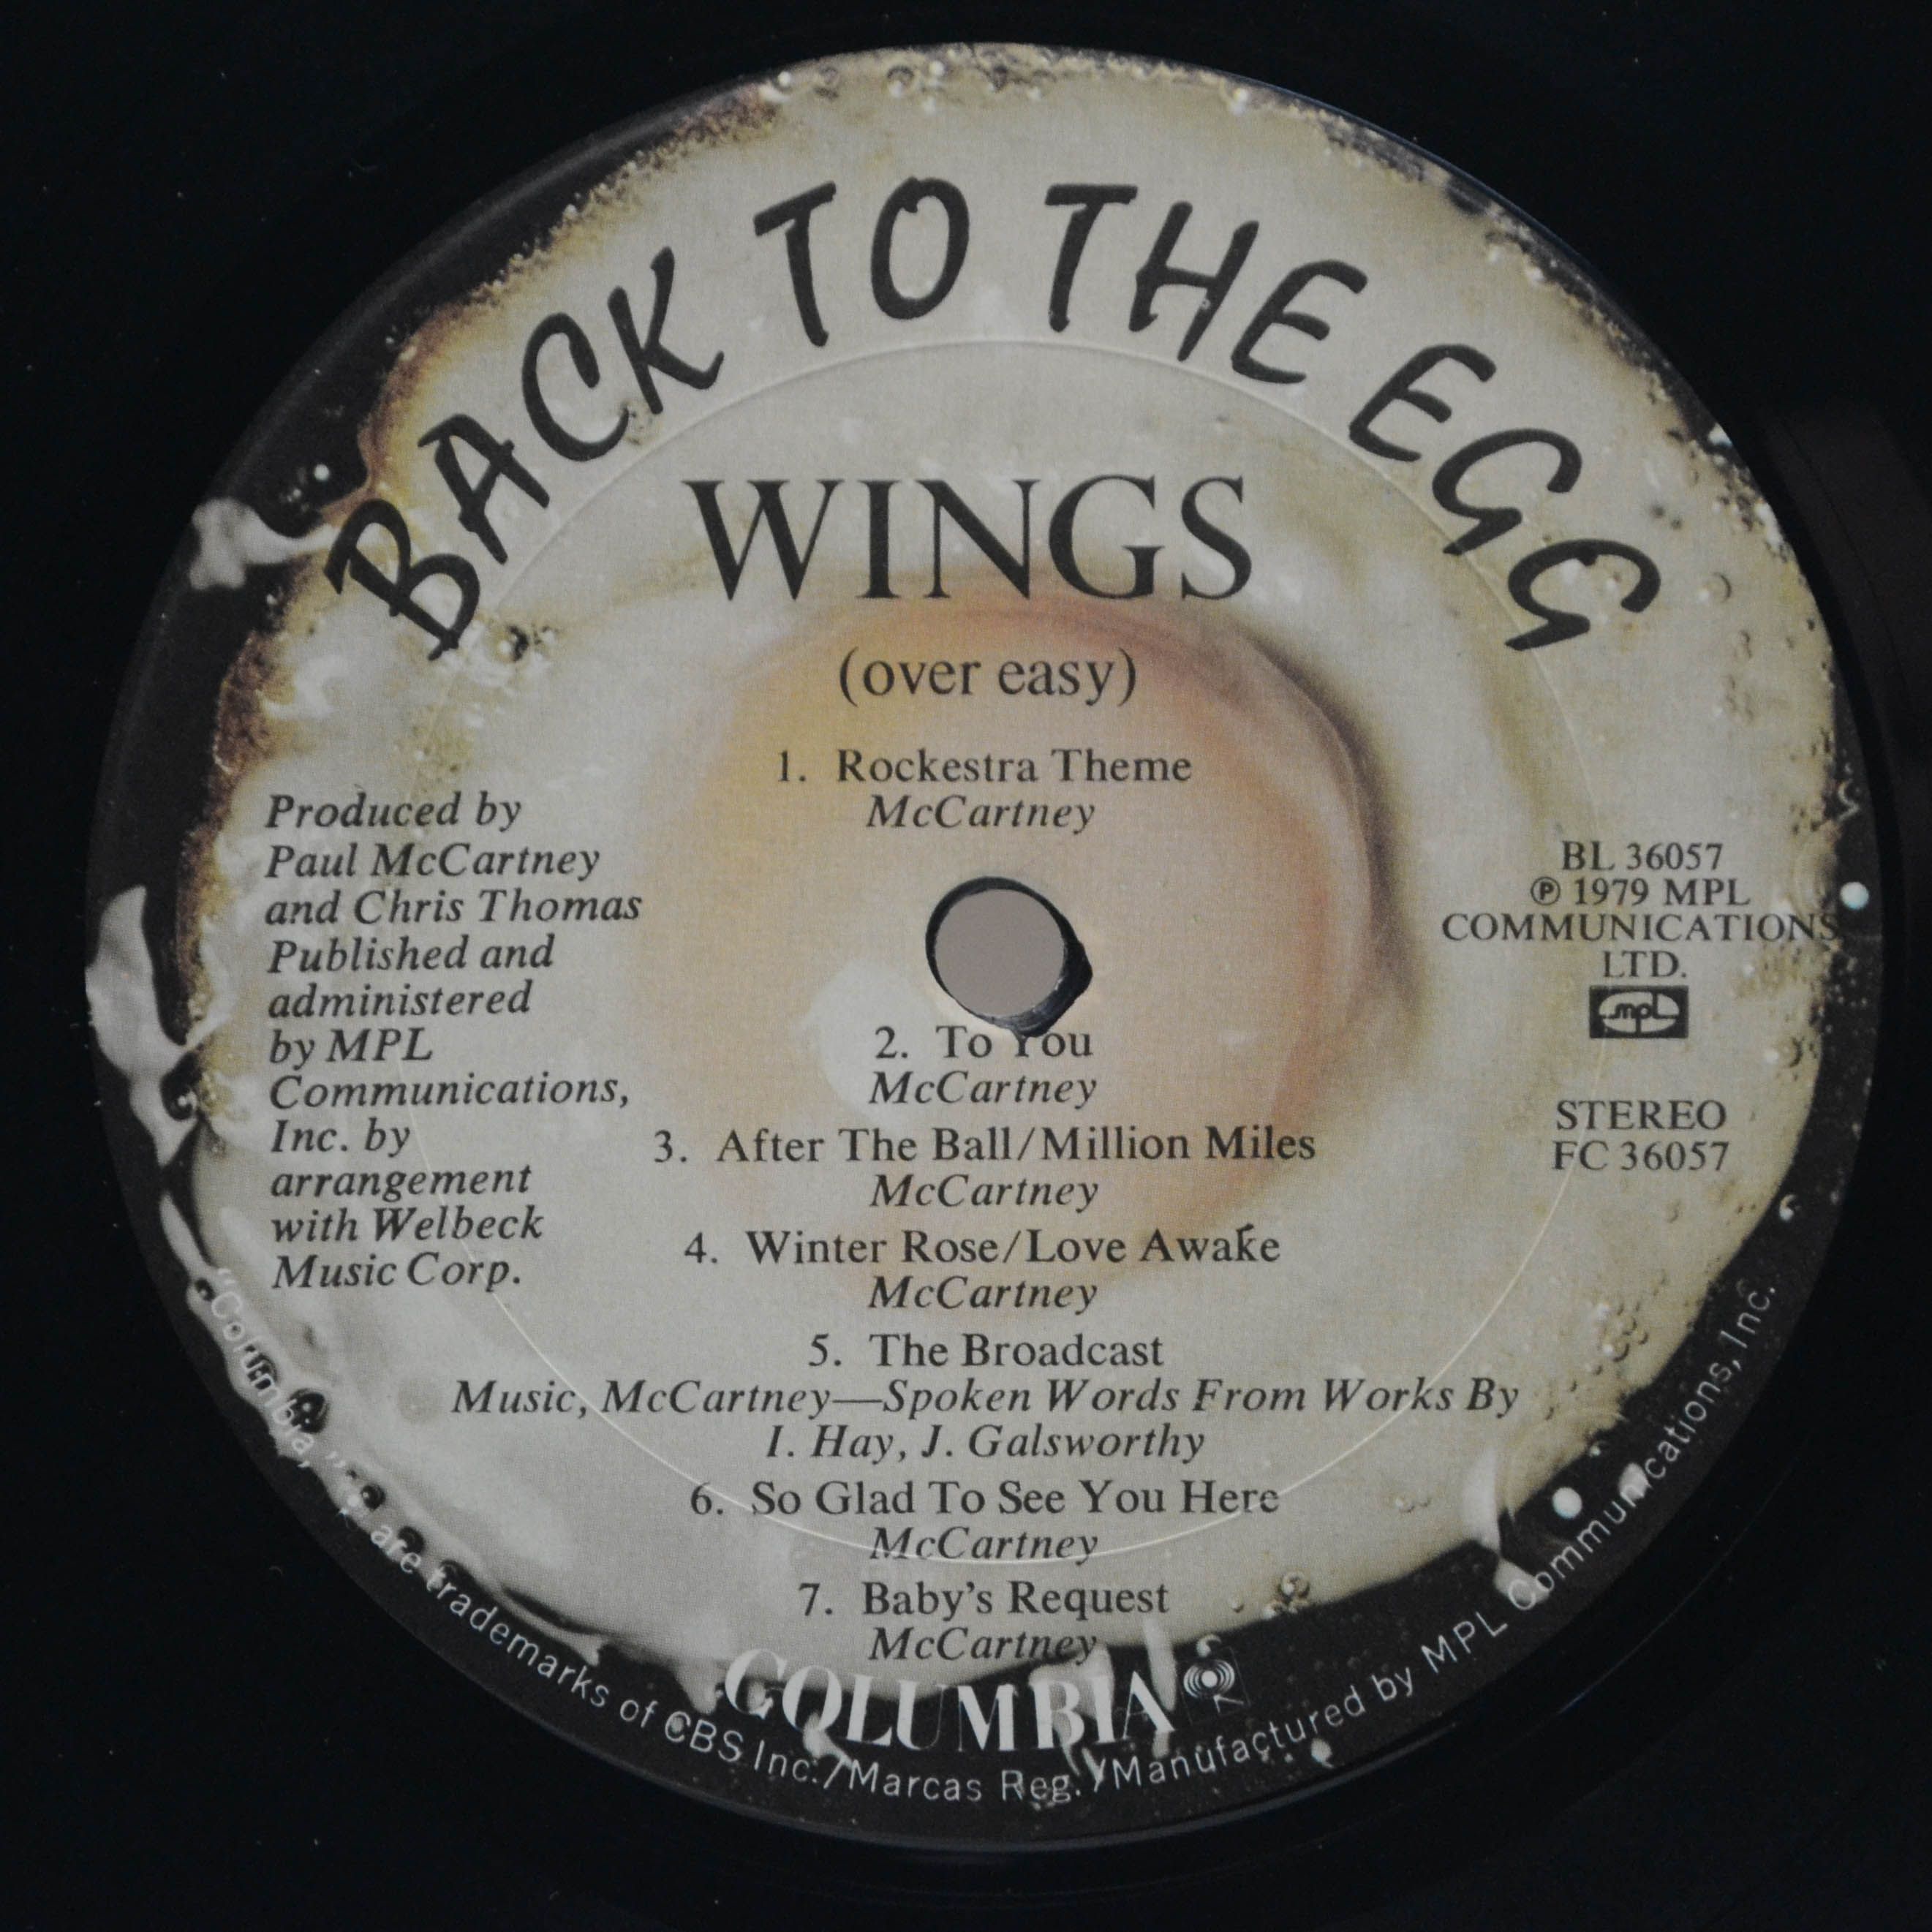 BACK TO THE EGG
WINGS
(over easy)
1. Rockestra Theme
McCartney
Produced by
Paul McCartney
and Chris Thomas
Published and
administered
by MPL
Communications,
Inc. by
arrangement
with Welbeck
Music Corp.
BL 36057
Ⓟ 1979 MPL
COMMUNICATIONS
LTD.
mpl
STEREO
FC 36057
2. To You
McCartney
3. After The Ball/Million Miles
McCartney
4. Winter Rose/Love Awake
McCartney
5. The Broadcast
Music, McCartney—Spoken Words From Works By
I. Hay, J. Galsworthy
6. So Glad To See You Here
McCartney
7. Baby's Request
McCartney
COLUMBIA
"Columbia," are trademarks of CBS Inc./Marcas Reg./Manufactured by MPL Communications, Inc.